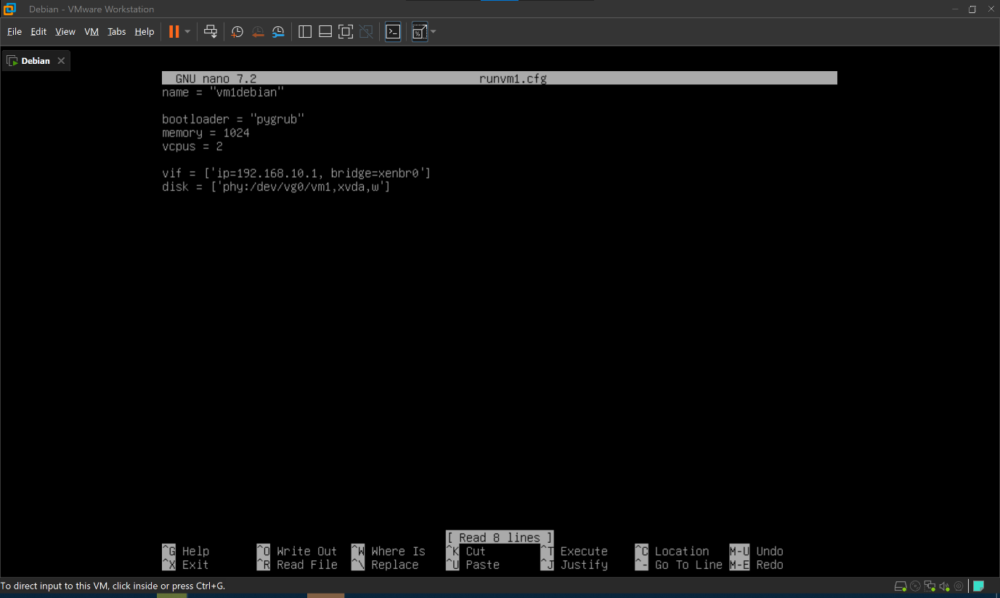 Debian - VMware Workstation
File Edit View VM Tabs Help
Debian
GNU nano 7.2 runvm1.cfg
name = "vm1debian"
bootloader = "pygrub"
memory = 1024
vcpus = 2
vif = ['ip=192.168.10.1, bridge=xenbr0']
disk = ['phy:/dev/vg0/vm1,xvda,w']
[ Read 8 lines ]
^G Help ^O Write Out ^W Where Is ^K Cut ^T Execute ^C Location M-U Undo
^X Exit ^R Read File ^\ Replace ^U Paste ^J Justify ^- Go To Line M-E Redo
To direct input to this VM, click inside or press Ctrl+G.